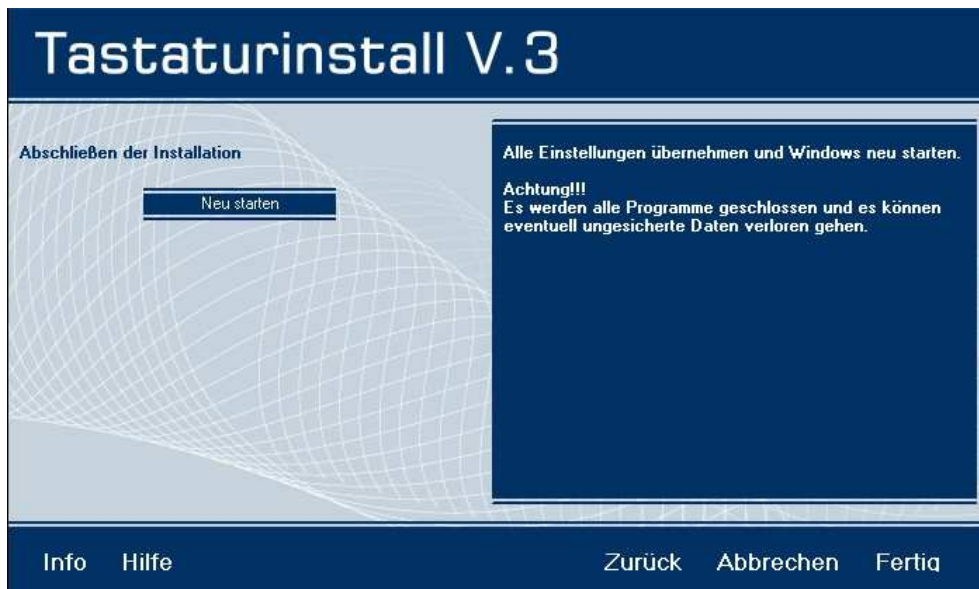 Tastaturinstall V.3
Abschließen der Installation
Neu starten
Alle Einstellungen übernehmen und Windows neu starten.
Achtung!!!
Es werden alle Programme geschlossen und es können
eventuell ungesicherte Daten verloren gehen.
Info Hilfe Zurück Abbrechen Fertig